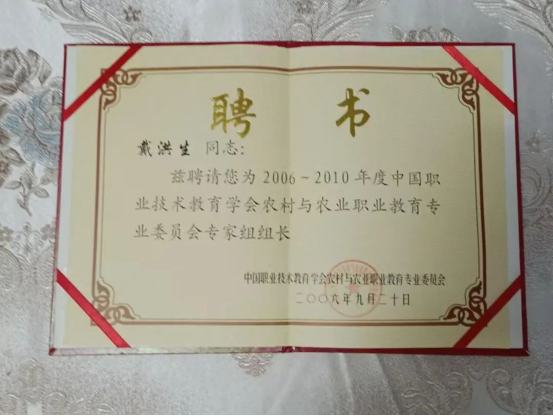 聘 书
戴洪生 同志:
兹聘请您为2006~2010年度中国职
业技术教育学会农村与农业职业教育专
业委员会专家组组长
中国职业技术教育学会农村与农业职业教育专业委员会
二〇〇六年九月二十日